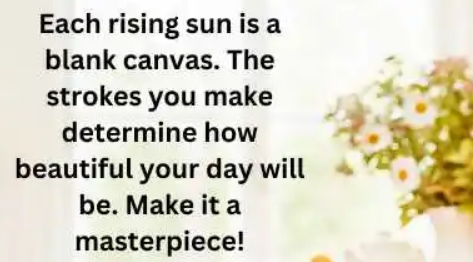 Each rising sun is a
blank canvas. The
strokes you make
determine how
beautiful your day will
be. Make it a
masterpiece!